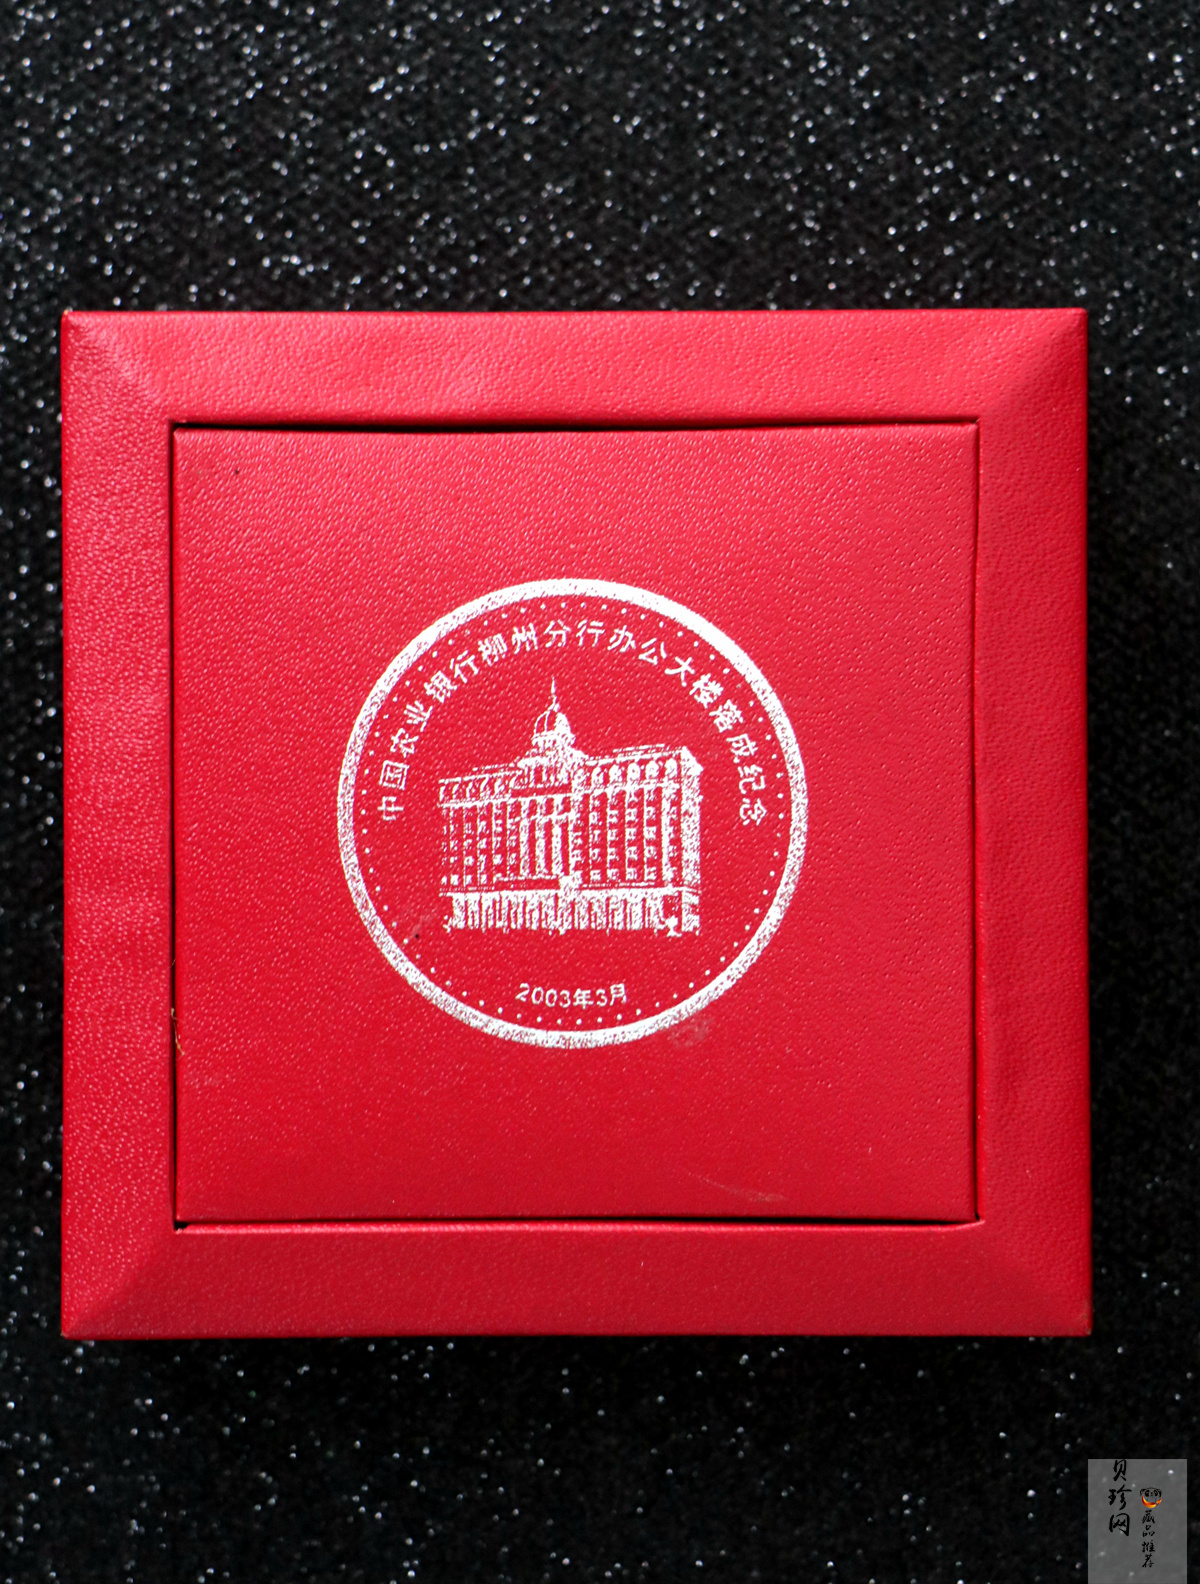 中国农业银行柳州分行办公大楼落成纪念
2003年3月
贝珍网
藏品推荐